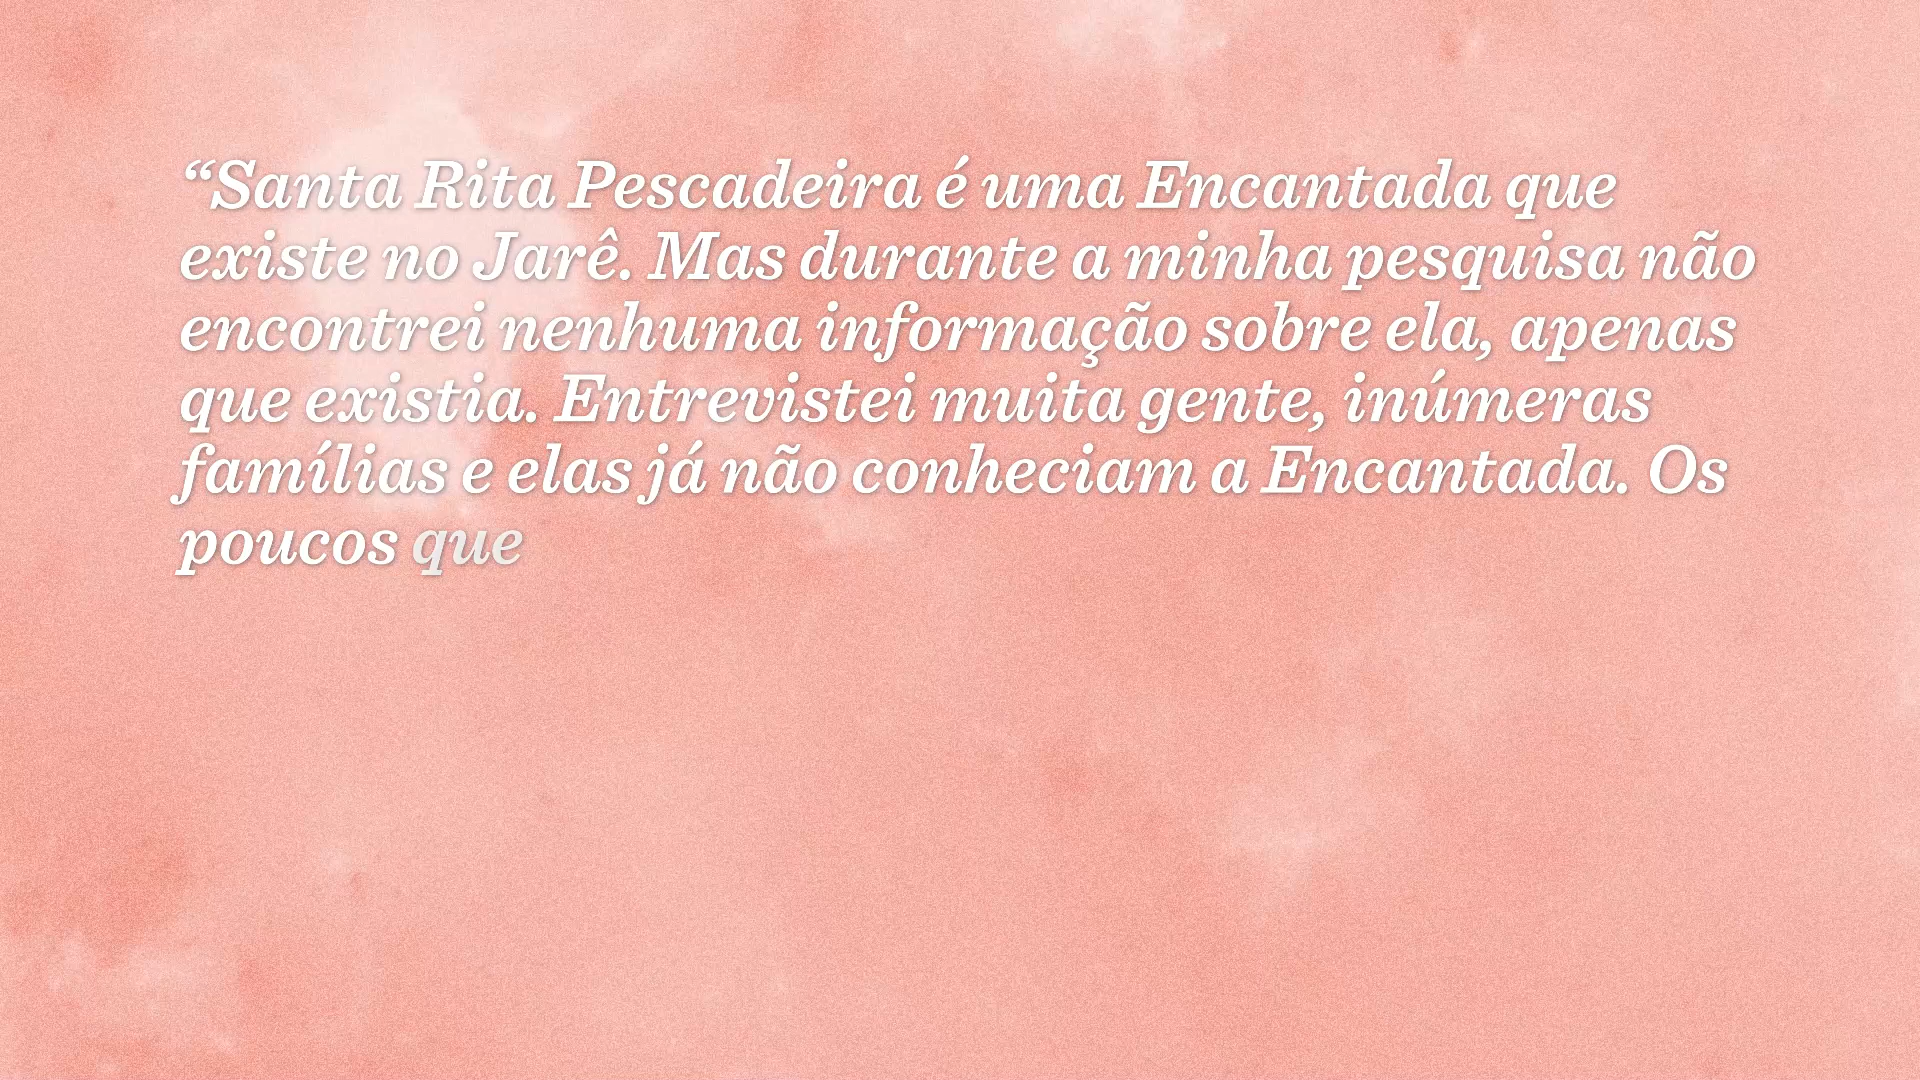 “Santa Rita Pescadeira é uma Encantada que
existe no Jarê. Mas durante a minha pesquisa não
encontrei nenhuma informação sobre ela, apenas
que existia. Entrevistei muita gente, inúmeras
famílias e elas já não conheciam a Encantada. Os
poucos que